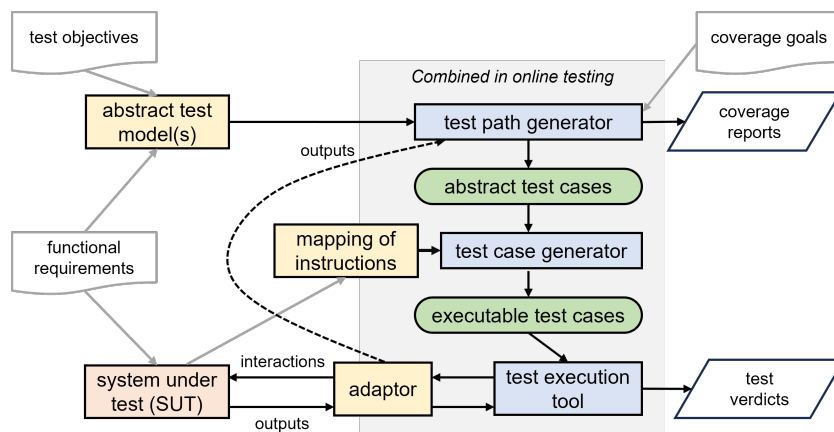 test objectives
coverage goals
Combined in online testing
abstract test
model(s)
test path generator
coverage
reports
outputs
abstract test cases
functional
requirements
mapping of
instructions
test case generator
executable test cases
system under
test (SUT)
interactions
outputs
adaptor
test execution
tool
test
verdicts